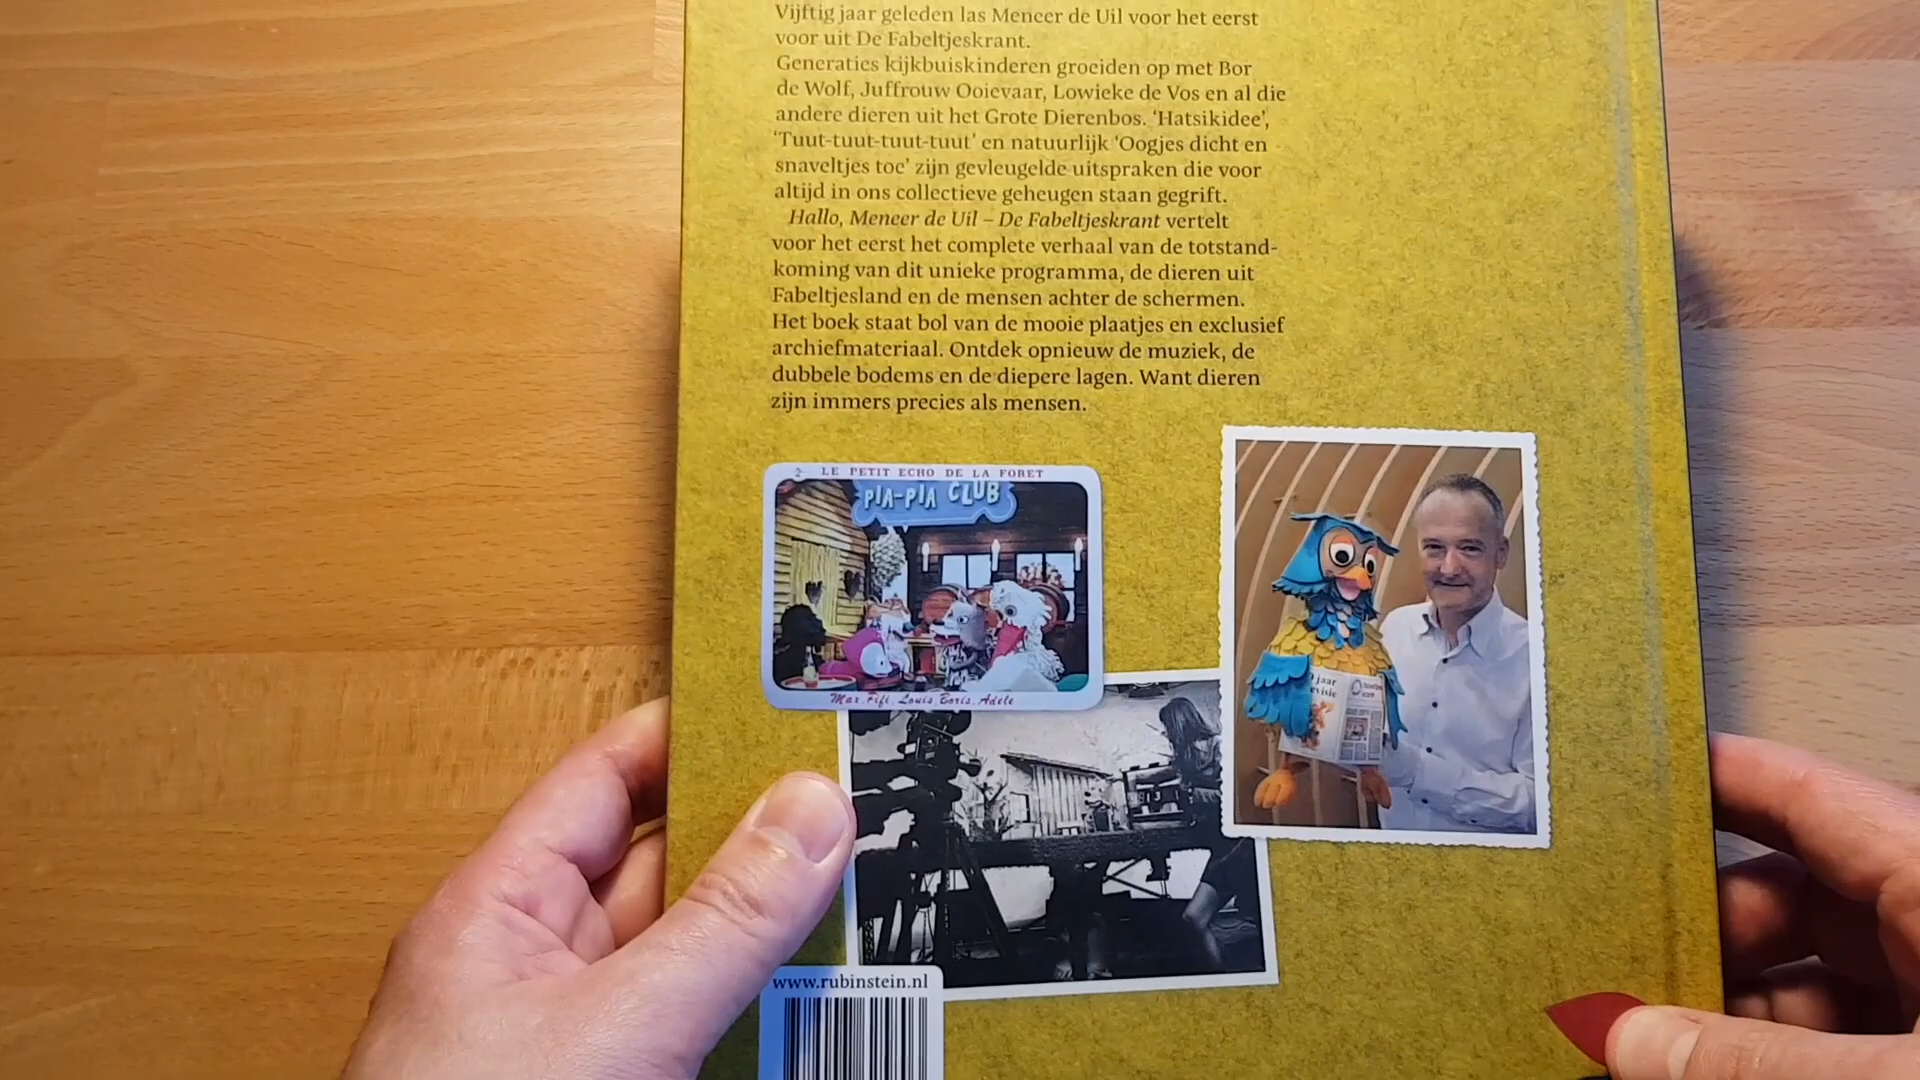 Vijftig jaar geleden las Meneer de Uil voor het eerst
voor uit De Fabeltjeskrant.
Generaties kijkbuiskinderen groeiden op met Bor
de Wolf, Juffrouw Ooievaar, Lowieke de Vos en al die
andere dieren uit het Grote Dierenbos. ‘Hatsikidee’,
‘Tuut-tuut-tuut-tuut’ en natuurlijk ‘Oogjes dicht en
snaveltjes toe’ zijn gevleugelde uitspraken die voor
altijd in ons collectieve geheugen staan gegrift.
Hallo, Meneer de Uil – De Fabeltjeskrant vertelt
voor het eerst het complete verhaal van de totstand-
koming van dit unieke programma, de dieren uit
Fabeltjesland en de mensen achter de schermen.
Het boek staat bol van de mooie plaatjes en exclusief
archiefmateriaal. Ontdek opnieuw de muziek, de
dubbele bodems en de diepere lagen. Want dieren
zijn immers precies als mensen.
2 LE PETIT ECHO DE LA FORET
PIA-PIA CLUB
Max, Fifi, Louis, Boris, Adèle
jaar
www.rubinstein.nl